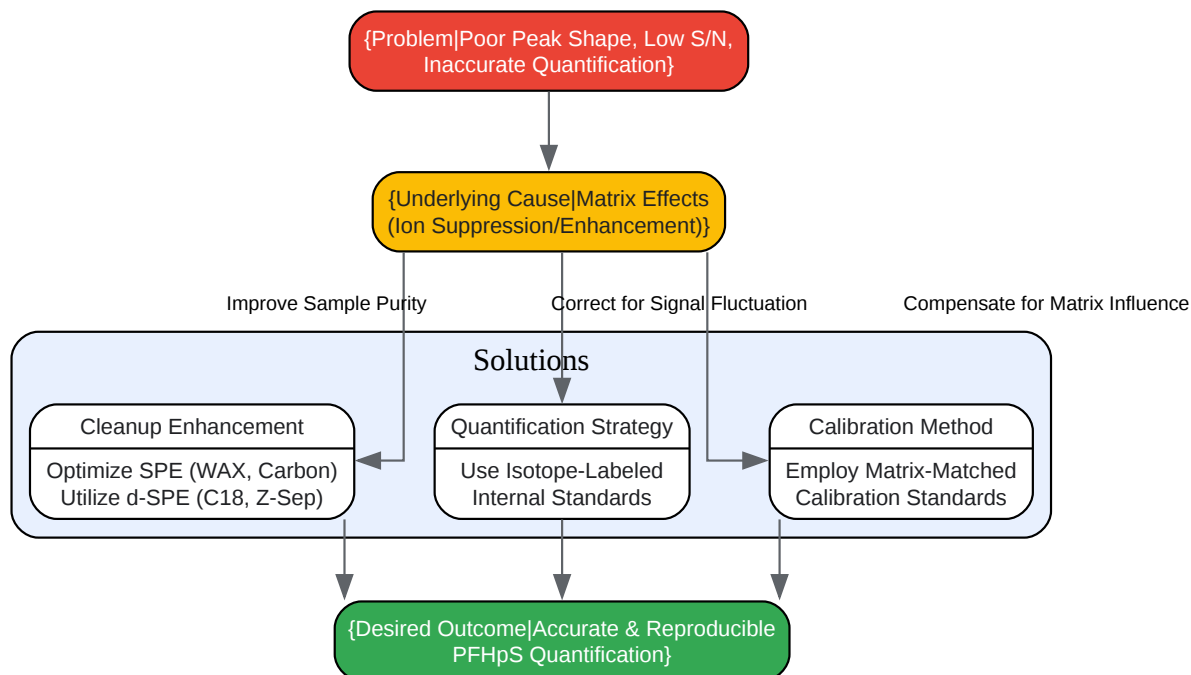 {Problem|Poor Peak Shape, Low S/N,
Inaccurate Quantification}
{Underlying Cause|Matrix Effects
(Ion Suppression/Enhancement)}
Improve Sample Purity
Correct for Signal Fluctuation
Compensate for Matrix Influence
Solutions
Cleanup Enhancement
Optimize SPE (WAX, Carbon)
Utilize d-SPE (C18, Z-Sep)
Quantification Strategy
Use Isotope-Labeled
Internal Standards
Calibration Method
Employ Matrix-Matched
Calibration Standards
{Desired Outcome|Accurate & Reproducible
PFHpS Quantification}